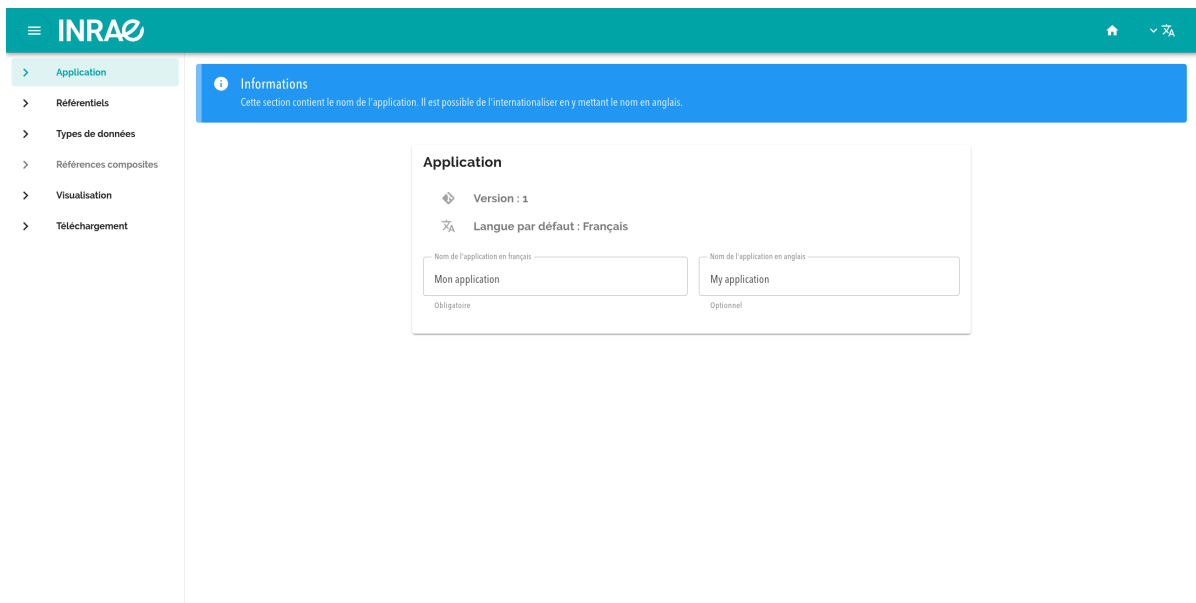 INRAE
Application
Référentiels
Types de données
Références composites
Visualisation
Téléchargement
Informations
Cette section contient le nom de l'application. Il est possible de l'internationaliser en y mettant le nom en anglais.
Application
Version : 1
Langue par défaut : Français
Nom de l'application en français
Mon application
Obligatoire
Nom de l'application en anglais
My application
Optionnel